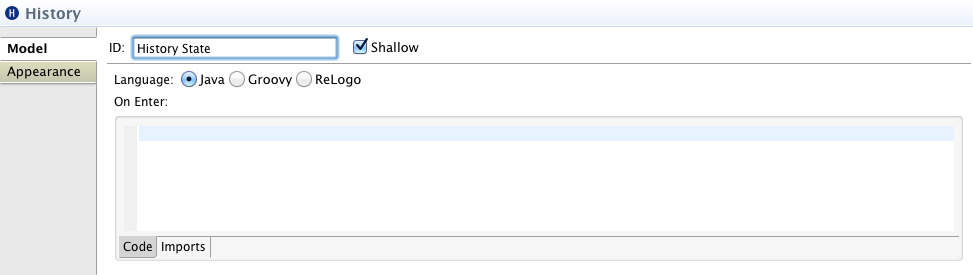 H History
Model
Appearance
ID: History State Shallow
Language: Java Groovy ReLogo
On Enter:
Code Imports